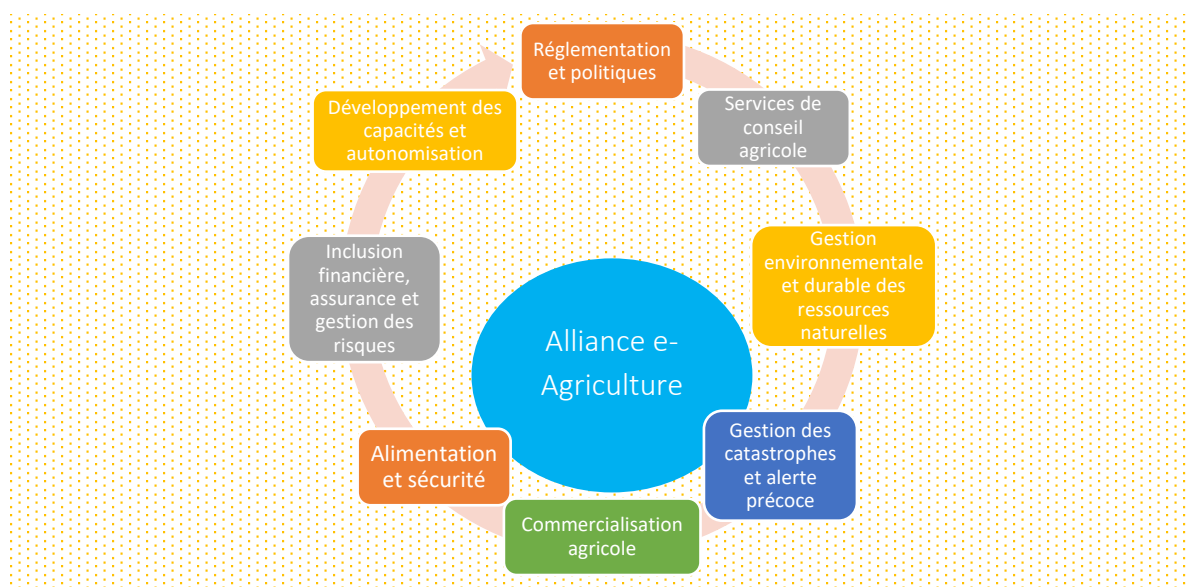 Réglementation
et politiques
Services de
conseil
agricole
Gestion
environnementale
et durable des
ressources
naturelles
Gestion des
catastrophes
et alerte
précoce
Commercialisation
agricole
Alimentation
et sécurité
Inclusion
financière,
assurance et
gestion des
risques
Développement des
capacités et
autonomisation
Alliance e-
Agriculture